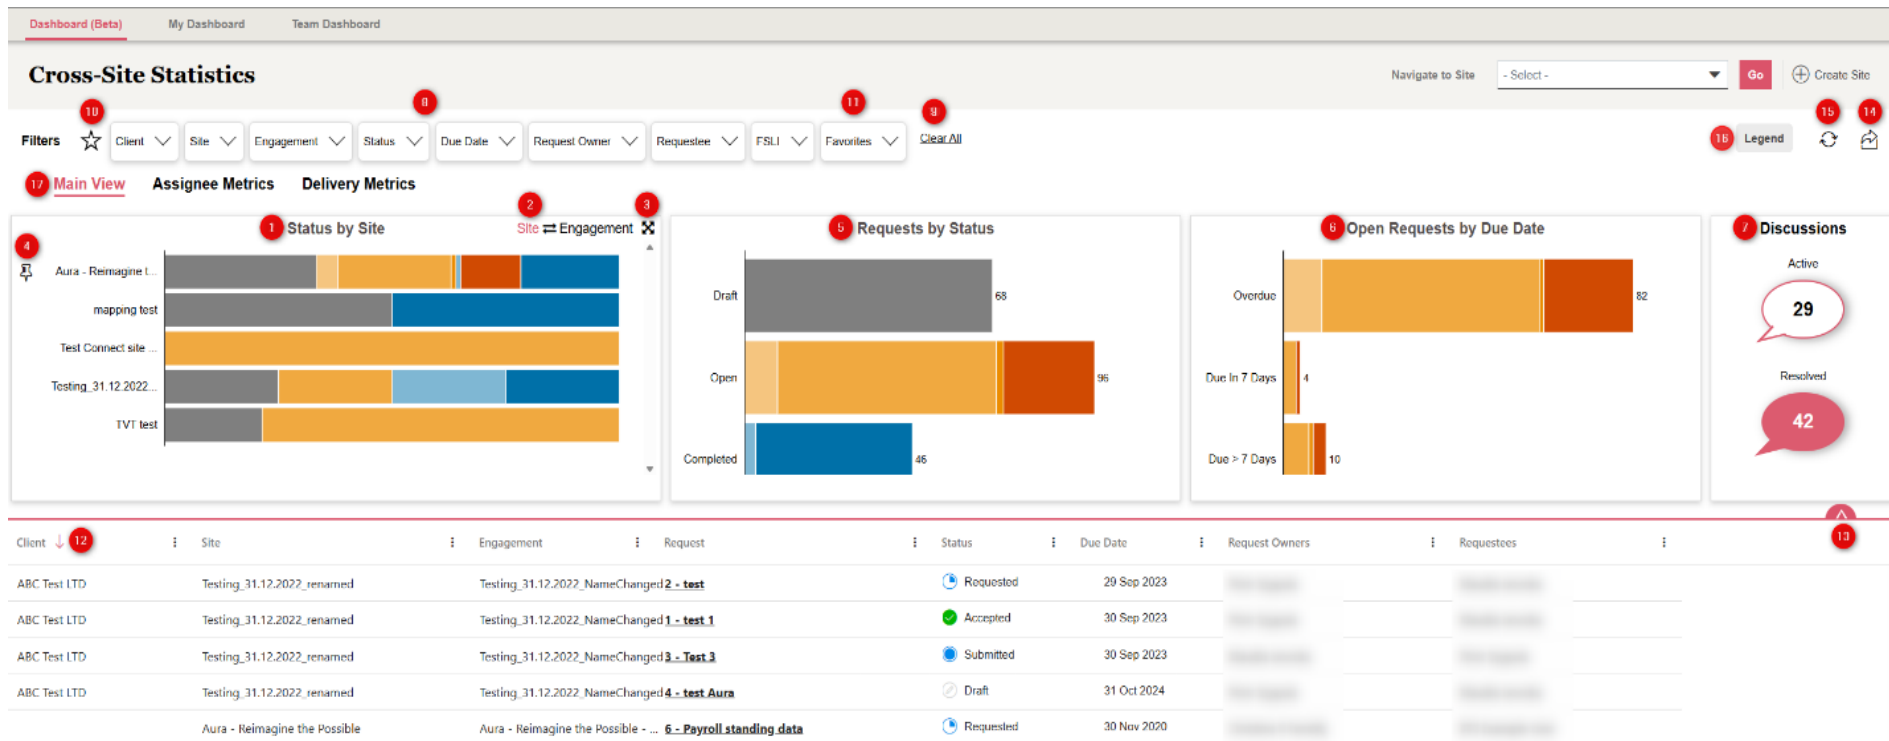 Dashboard (Beta) My Dashboard Team Dashboard
Cross-Site Statistics
Navigate to Site - Select - Go Create Site
10 8 11 9 15 14
Filters Client Site Engagement Status Due Date Request Owner Requestee FSLI Favorites Clear All 16 Legend
17 Main View Assignee Metrics Delivery Metrics
2 3
1 Status by Site Site Engagement
4
Aura - Reimagine t...
mapping test
Test Connect site ...
Testing_31.12.2022...
TVT test
5 Requests by Status
Draft 68
Open 96
Completed 46
6 Open Requests by Due Date
Overdue 82
Due In 7 Days 4
Due > 7 Days 10
7 Discussions
Active
29
Resolved
42
13
Client 12 Site Engagement Request Status Due Date Request Owners Requestees
ABC Test LTD Testing_31.12.2022_renamed Testing_31.12.2022_NameChanged 2 - test Requested 29 Sep 2023
ABC Test LTD Testing_31.12.2022_renamed Testing_31.12.2022_NameChanged 1 - test 1 Accepted 30 Sep 2023
ABC Test LTD Testing_31.12.2022_renamed Testing_31.12.2022_NameChanged 3 - Test 3 Submitted 30 Sep 2023
ABC Test LTD Testing_31.12.2022_renamed Testing_31.12.2022_NameChanged 4 - test Aura Draft 31 Oct 2024
Aura - Reimagine the Possible Aura - Reimagine the Possible - ... 6 - Payroll standing data Requested 30 Nov 2020